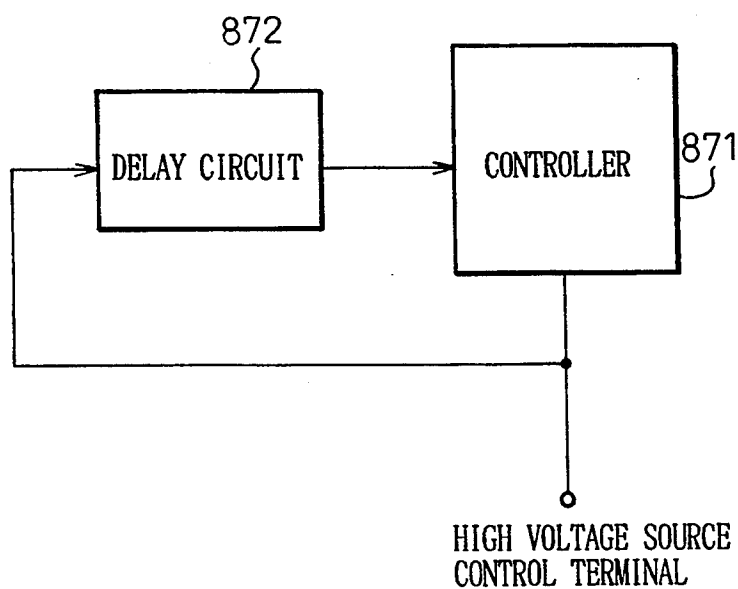 872
DELAY CIRCUIT
CONTROLLER
871
HIGH VOLTAGE SOURCE
CONTROL TERMINAL